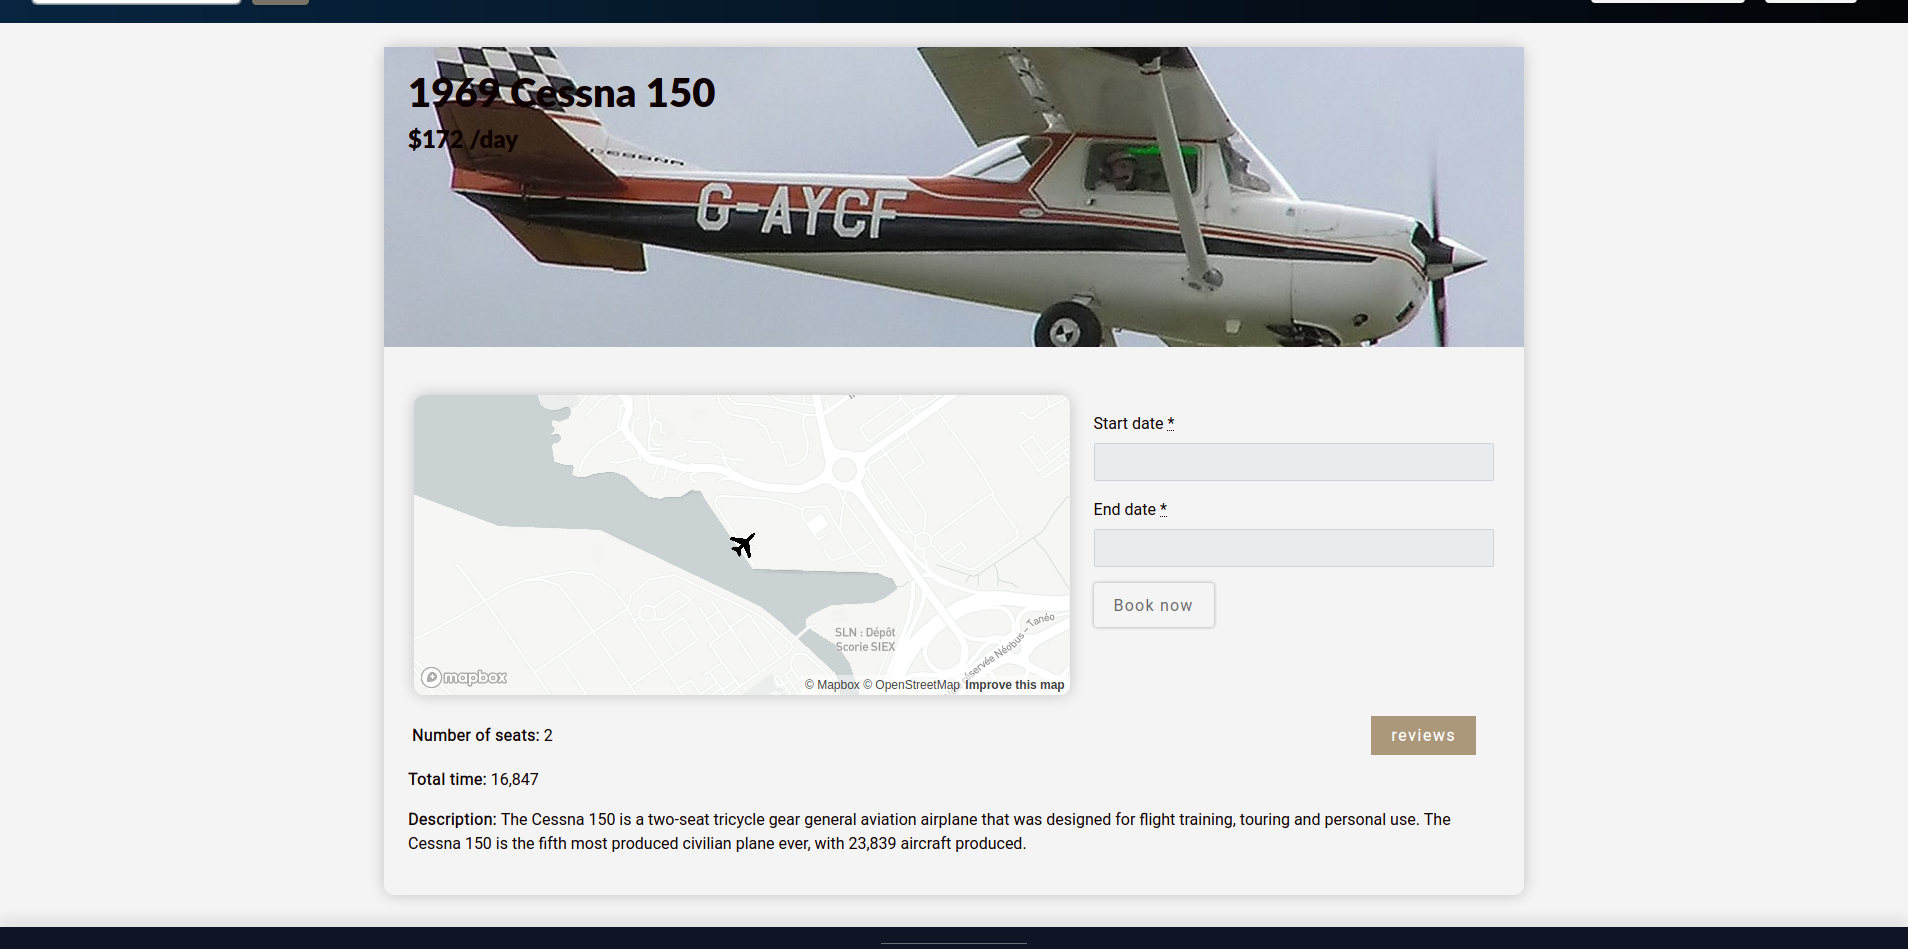 1969 Cessna 150
$172 /day
CESSNA
G-AYCF
Start date *
End date *
Book now
SLN : Dépôt
Scorie SIEX
éservée Néobus - Tanéo
mapbox
© Mapbox © OpenStreetMap Improve this map
Number of seats: 2
reviews
Total time: 16,847
Description: The Cessna 150 is a two-seat tricycle gear general aviation airplane that was designed for flight training, touring and personal use. The
Cessna 150 is the fifth most produced civilian plane ever, with 23,839 aircraft produced.